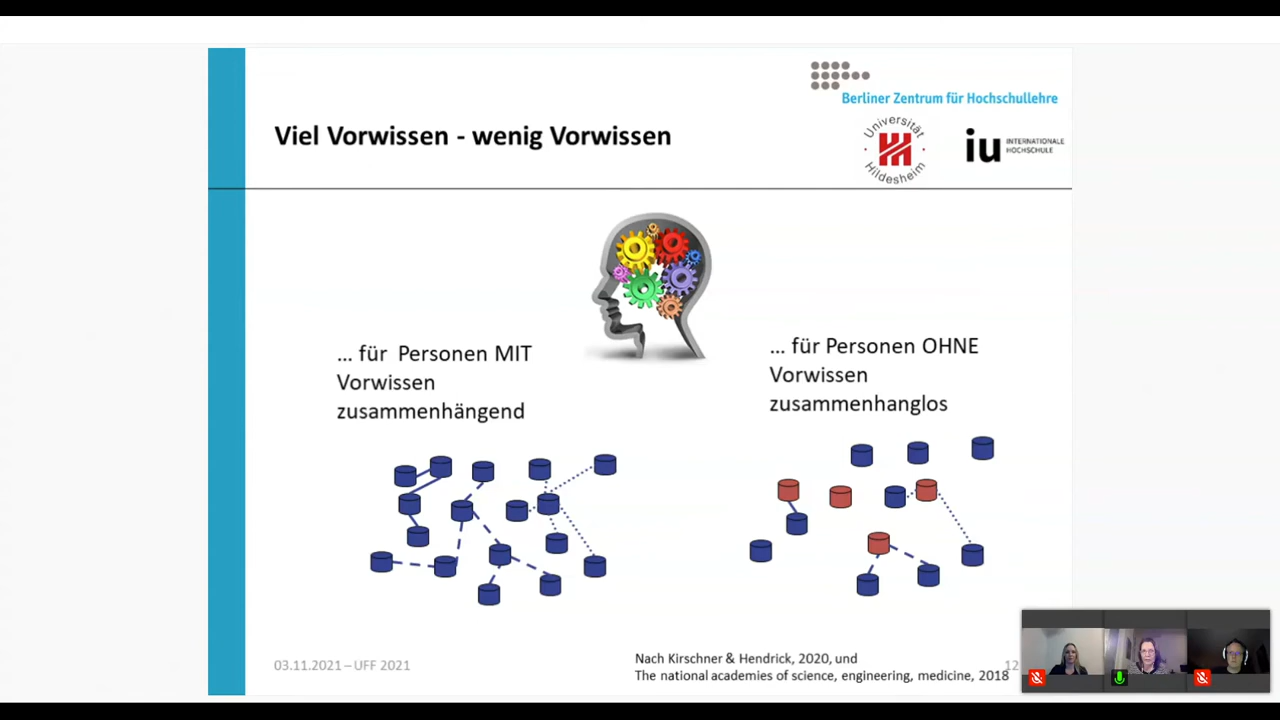 Berliner Zentrum für Hochschullehre
Viel Vorwissen - wenig Vorwissen
Universität
Hildesheim
iu INTERNATIONALE
HOCHSCHULE
... für Personen MIT
Vorwissen
zusammenhängend
... für Personen OHNE
Vorwissen
zusammenhanglos
03.11.2021 – UFF 2021
Nach Kirschner & Hendrick, 2020, und
The national academies of science, engineering, medicine, 2018
12